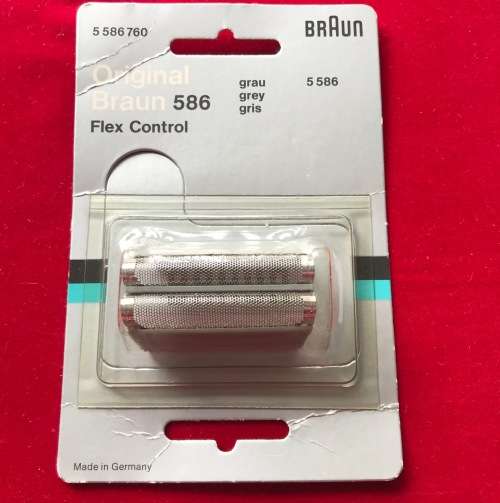 5 586 760
BRAUN
Original
Braun 586
grau
grey
gris
5 586
Flex Control
Made in Germany